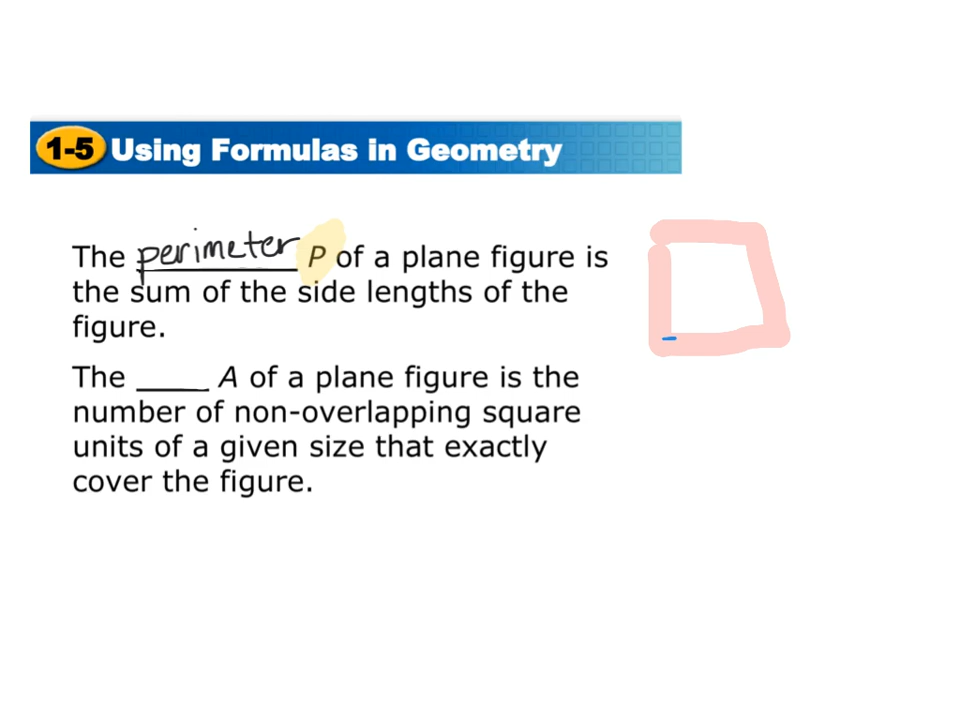 1-5 Using Formulas in Geometry
The perimeter P of a plane figure is
the sum of the side lengths of the
figure.
The ____ A of a plane figure is the
number of non-overlapping square
units of a given size that exactly
cover the figure.